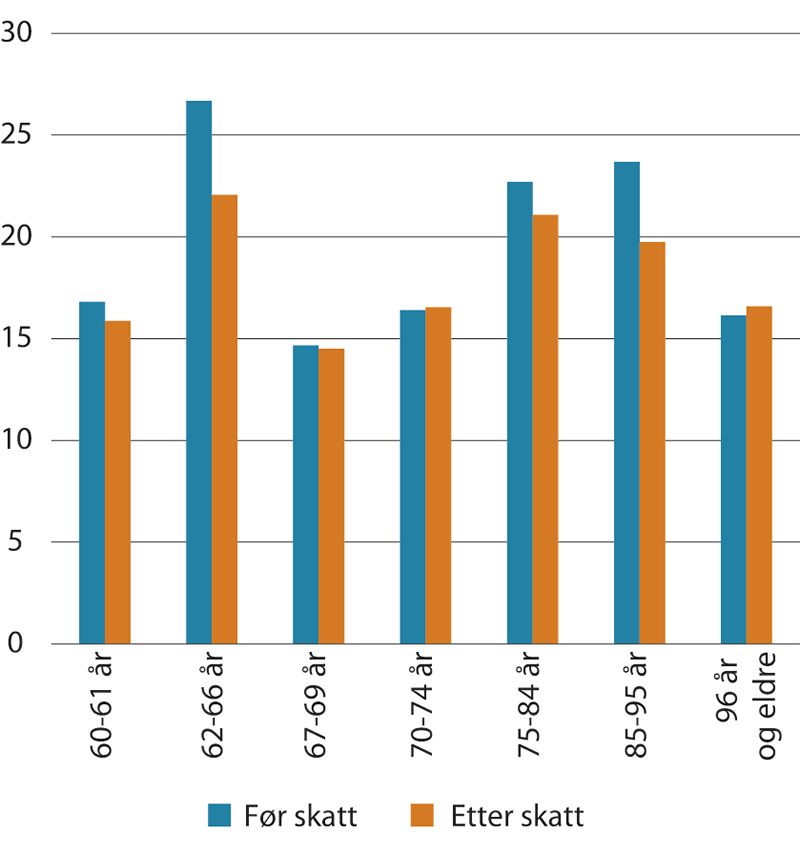 30
25
20
15
10
5
0
60-61 år
62-66 år
67-69 år
70-74 år
75-84 år
85-95 år
96 år
og eldre
Før skatt
Etter skatt